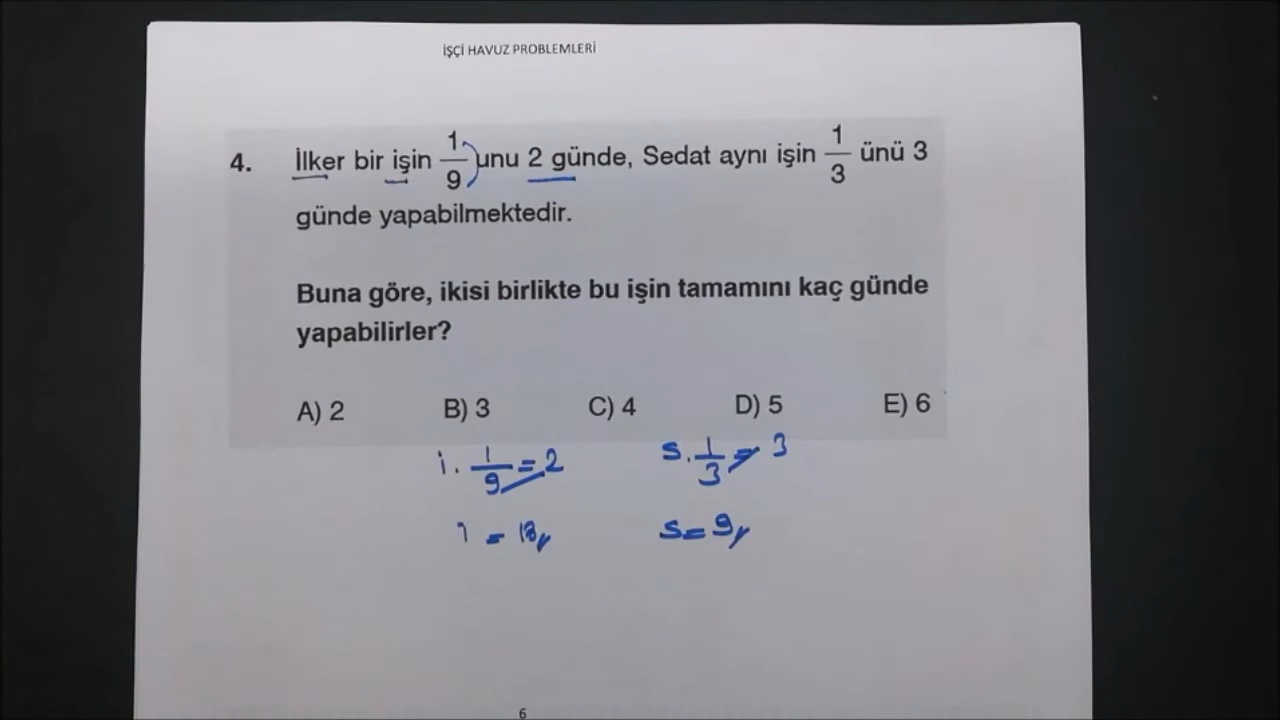 İŞÇİ HAVUZ PROBLEMLERİ
4. İlker bir işin 1/9 unu 2 günde, Sedat aynı işin 1/3 ünü 3
günde yapabilmektedir.
Buna göre, ikisi birlikte bu işin tamamını kaç günde
yapabilirler?
A) 2 B) 3 C) 4 D) 5 E) 6
i. 1/9 = 2 S. 1/3 = 3
i = 18 S = 9
6